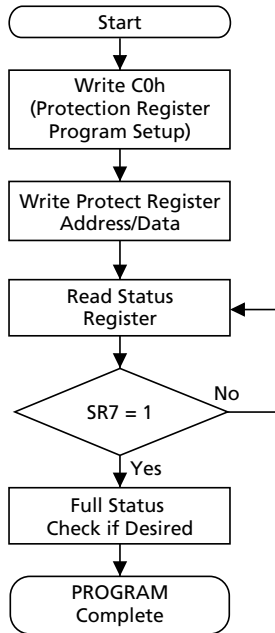 Start
Write C0h
(Protection Register
Program Setup)
Write Protect Register
Address/Data
Read Status
Register
No
SR7 = 1
Yes
Full Status
Check if Desired
PROGRAM
Complete